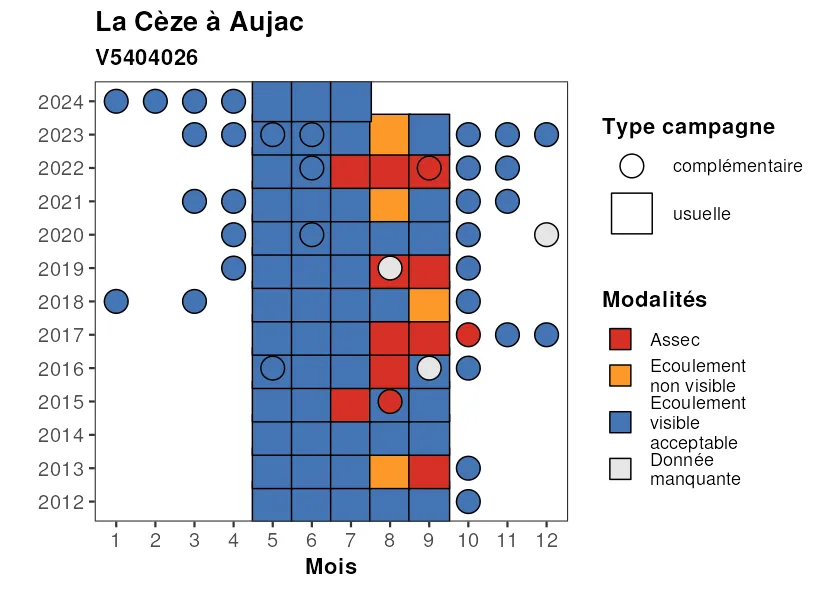 La Cèze à Aujac
V5404026
2024
2023
2022
2021
2020
2019
2018
2017
2016
2015
2014
2013
2012
1 2 3 4 5 6 7 8 9 10 11 12
Mois
Type campagne
complémentaire
usuelle
Modalités
Assec
Ecoulement
non visible
Ecoulement
visible
acceptable
Donnée
manquante